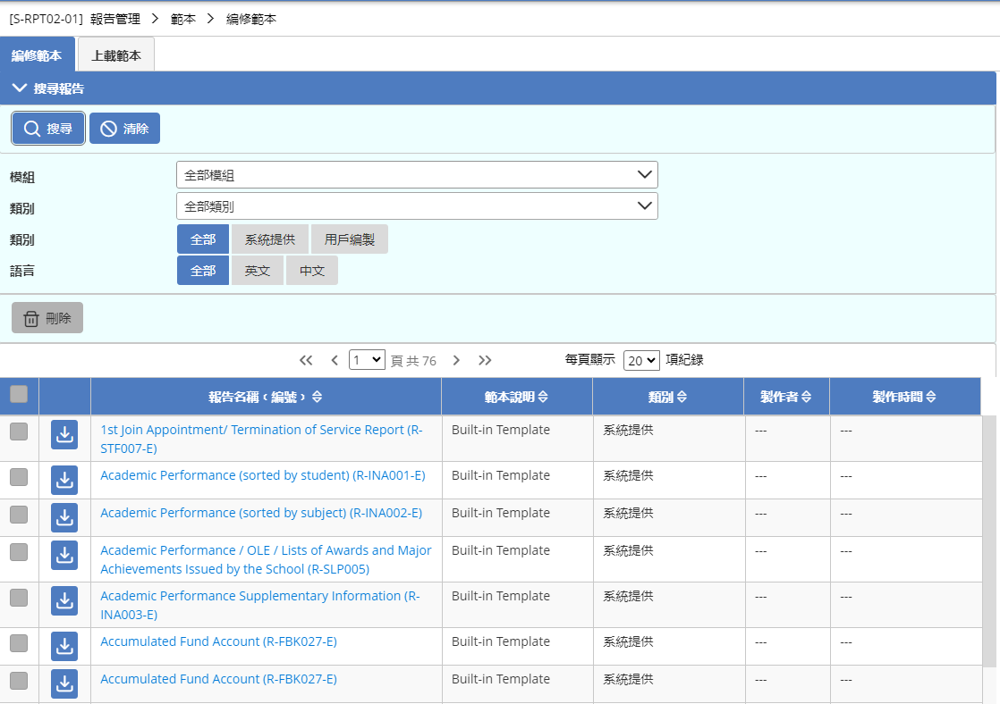 [S-RPT02-01] 報告管理 > 範本 > 編修範本
編修範本 上載範本
搜尋報告
搜尋 清除
模組 全部模組
類別 全部類別
類別 全部 系統提供 用戶編製
語言 全部 英文 中文
刪除
1 頁 共 76 每頁顯示 20 項紀錄
報告名稱 ( 編號 ) 範本說明 類別 製作者 製作時間
1st Join Appointment/ Termination of Service Report (R-
STF007-E) Built-in Template 系統提供 --- ---
Academic Performance (sorted by student) (R-INA001-E) Built-in Template 系統提供 --- ---
Academic Performance (sorted by subject) (R-INA002-E) Built-in Template 系統提供 --- ---
Academic Performance / OLE / Lists of Awards and Major
Achievements Issued by the School (R-SLP005) Built-in Template 系統提供 --- ---
Academic Performance Supplementary Information (R-
INA003-E) Built-in Template 系統提供 --- ---
Accumulated Fund Account (R-FBK027-E) Built-in Template 系統提供 --- ---
Accumulated Fund Account (R-FBK027-E) Built-in Template 系統提供 --- ---